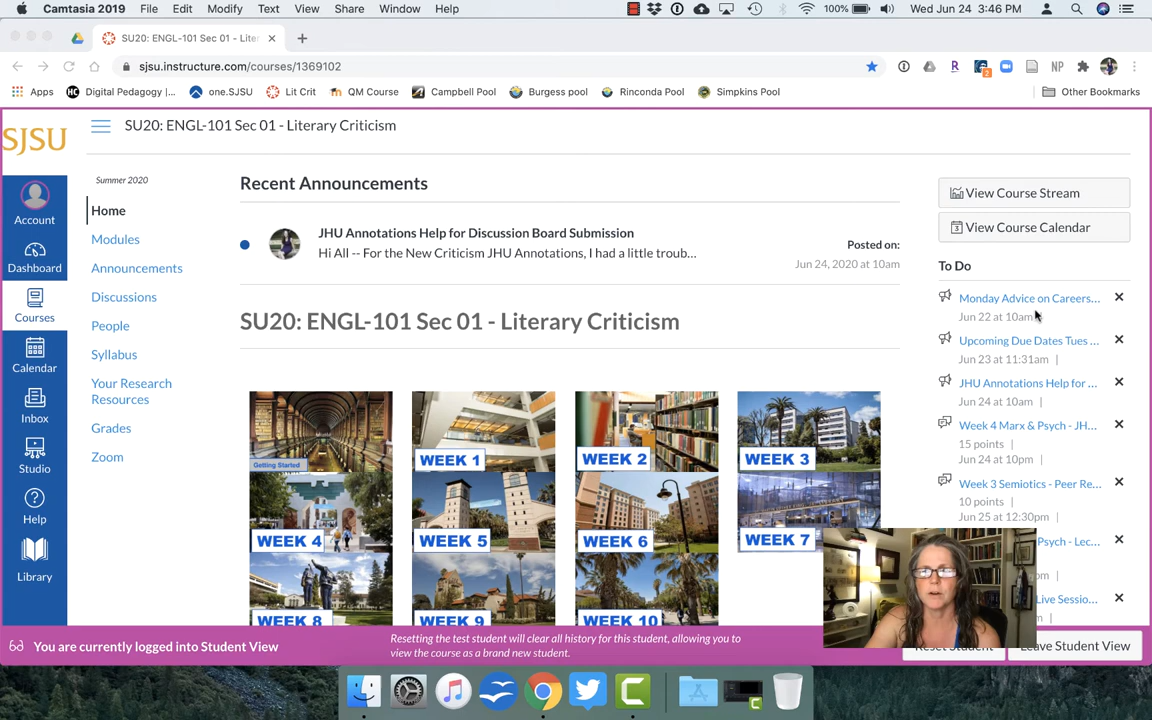 Camtasia 2019 File Edit Modify Text View Share Window Help 100% Wed Jun 24 3:46 PM
SU20: ENGL-101 Sec 01 - Liter
sjsu.instructure.com/courses/1369102
Apps Digital Pedagogy |... one.SJSU Lit Crit QM Course Campbell Pool Burgess pool Rinconda Pool Simpkins Pool Other Bookmarks
SJSU
SU20: ENGL-101 Sec 01 - Literary Criticism
Account
Dashboard
Courses
Calendar
Inbox
Studio
Help
Library
Summer 2020
Home
Modules
Announcements
Discussions
People
Syllabus
Your Research
Resources
Grades
Zoom
Recent Announcements
JHU Annotations Help for Discussion Board Submission
Hi All -- For the New Criticism JHU Annotations, I had a little troub...
Posted on:
Jun 24, 2020 at 10am
SU20: ENGL-101 Sec 01 - Literary Criticism
Getting Started
WEEK 1
WEEK 2
WEEK 3
WEEK 4
WEEK 5
WEEK 6
WEEK 7
WEEK 8
WEEK 9
WEEK 10
View Course Stream
3 View Course Calendar
To Do
Monday Advice on Careers...
Jun 22 at 10am
Upcoming Due Dates Tues ...
Jun 23 at 11:31am |
JHU Annotations Help for ...
Jun 24 at 10am |
Week 4 Marx & Psych - JH...
15 points |
Jun 24 at 10pm |
Week 3 Semiotics - Peer Re...
10 points |
Jun 25 at 12:30pm |
Psych - Lec...
Live Sessio...
You are currently logged into Student View
Resetting the test student will clear all history for this student, allowing you to
view the course as a brand new student.
Reset Student
Leave Student View